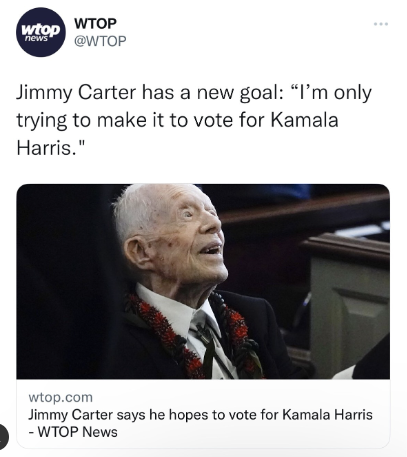 wtop
news
WTOP
@WTOP
Jimmy Carter has a new goal: “I’m only
trying to make it to vote for Kamala
Harris."
wtop.com
Jimmy Carter says he hopes to vote for Kamala Harris
- WTOP News